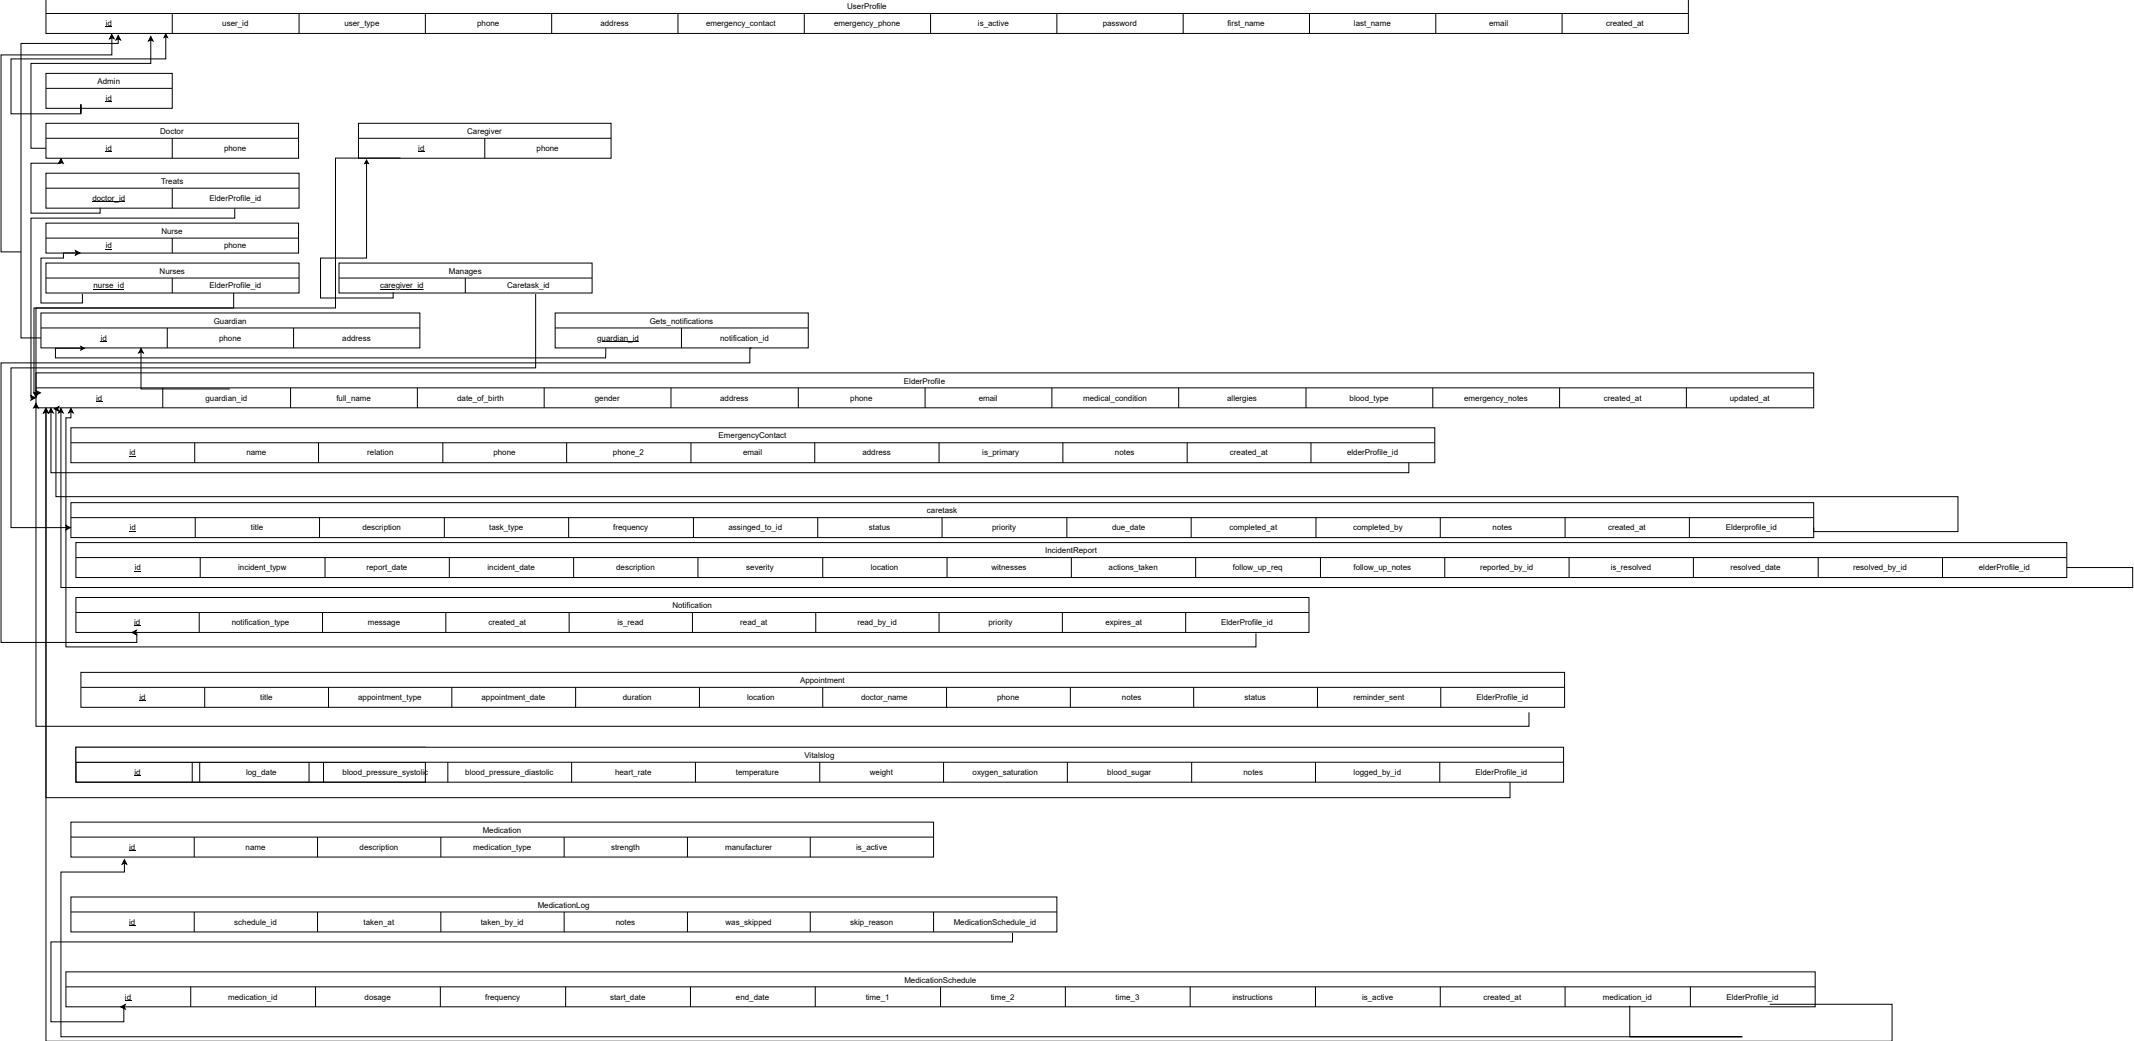 UserProfile
id user_id user_type phone address emergency_contact emergency_phone is_active password first_name last_name email created_at
Admin
id
Doctor Caregiver
id phone id phone
Treats
doctor_id ElderProfile_id
Nurse
id phone
Nurses Manages
nurse_id ElderProfile_id caregiver_id Caretask_id
Guardian Gets_notifications
id phone address guardian_id notification_id
ElderProfile
id guardian_id full_name date_of_birth gender address phone email medical_condition allergies blood_type emergency_notes created_at updated_at
EmergencyContact
id name relation phone phone_2 email address is_primary notes created_at elderProfile_id
caretask
id title description task_type frequency assinged_to_id status priority due_date completed_at completed_by notes created_at Elderprofile_id
IncidentReport
id incident_typw report_date incident_date description severity location witnesses actions_taken follow_up_req follow_up_notes reported_by_id is_resolved resolved_date resolved_by_id elderProfile_id
Notification
id notification_type message created_at is_read read_at read_by_id priority expires_at ElderProfile_id
Appointment
id title appointment_type appointment_date duration location doctor_name phone notes status reminder_sent ElderProfile_id
Vitalslog
id log_date blood_pressure_systolic blood_pressure_diastolic heart_rate temperature weight oxygen_saturation blood_sugar notes logged_by_id ElderProfile_id
Medication
id name description medication_type strength manufacturer is_active
MedicationLog
id schedule_id taken_at taken_by_id notes was_skipped skip_reason MedicationSchedule_id
MedicationSchedule
id medication_id dosage frequency start_date end_date time_1 time_2 time_3 instructions is_active created_at medication_id ElderProfile_id